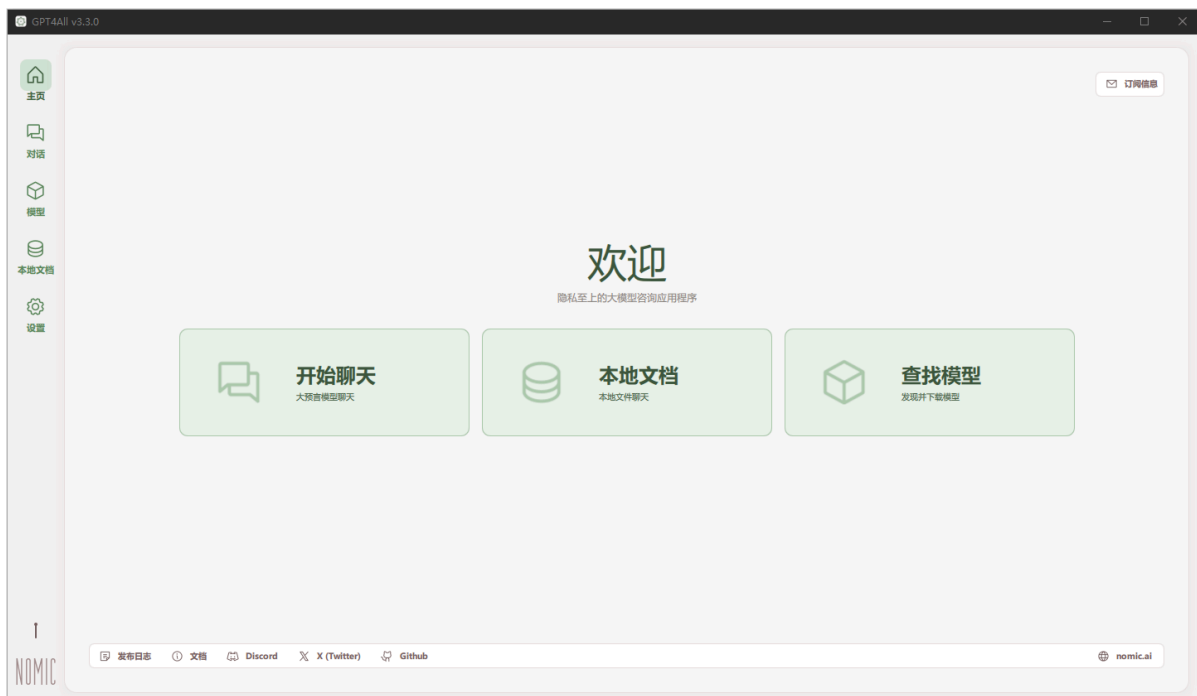 GPT4All v3.3.0
主页
对话
模型
本地文档
设置
订阅信息
欢迎
隐私至上的大模型咨询应用程序
开始聊天
大预言模型聊天
本地文档
本地文件聊天
查找模型
发现并下载模型
NOMIC
发布日志 文档 Discord X (Twitter) Github nomic.ai